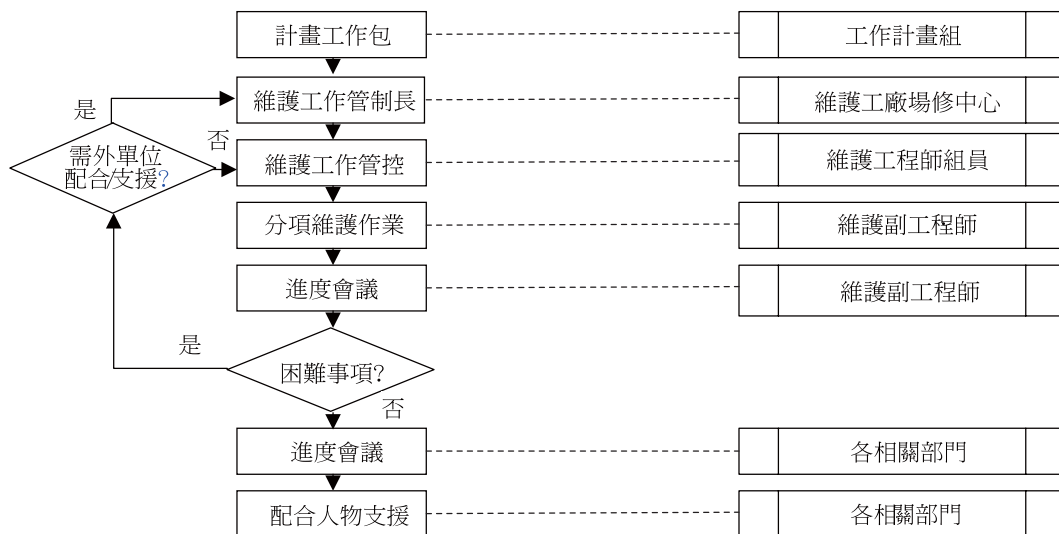 計畫工作包
工作計畫組
維護工作管制長
維護工廠場修中心
是
需外單位
配合/支援?
否
維護工作管控
維護工程師組員
分項維護作業
維護副工程師
進度會議
維護副工程師
是
困難事項?
否
進度會議
各相關部門
配合人物支援
各相關部門